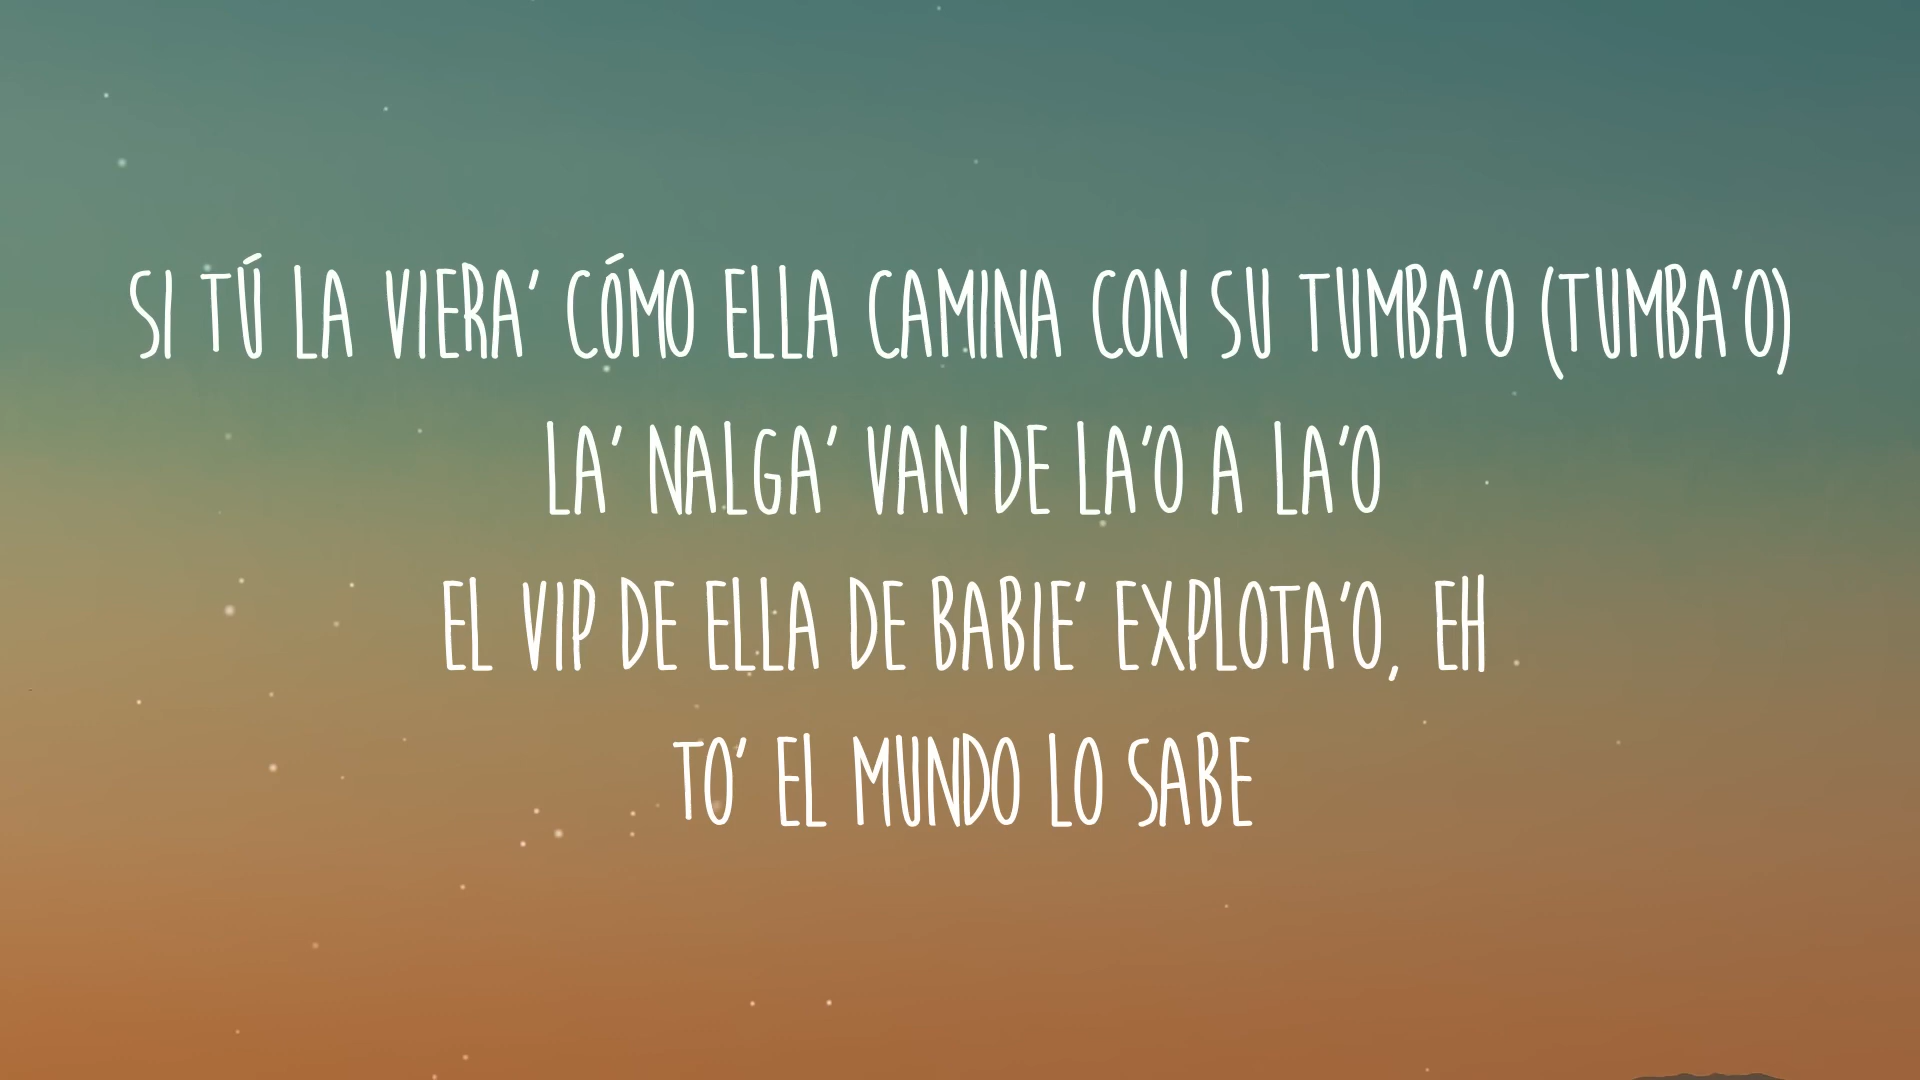 SI TÚ LA VIERA' CÓMO ELLA CAMINA CON SU TUMBA'O (TUMBA'O)
LA' NALGA' VAN DE LA'O A LA'O
EL VIP DE ELLA DE BABIE' EXPLOTA'O, EH
TO' EL MUNDO LO SABE